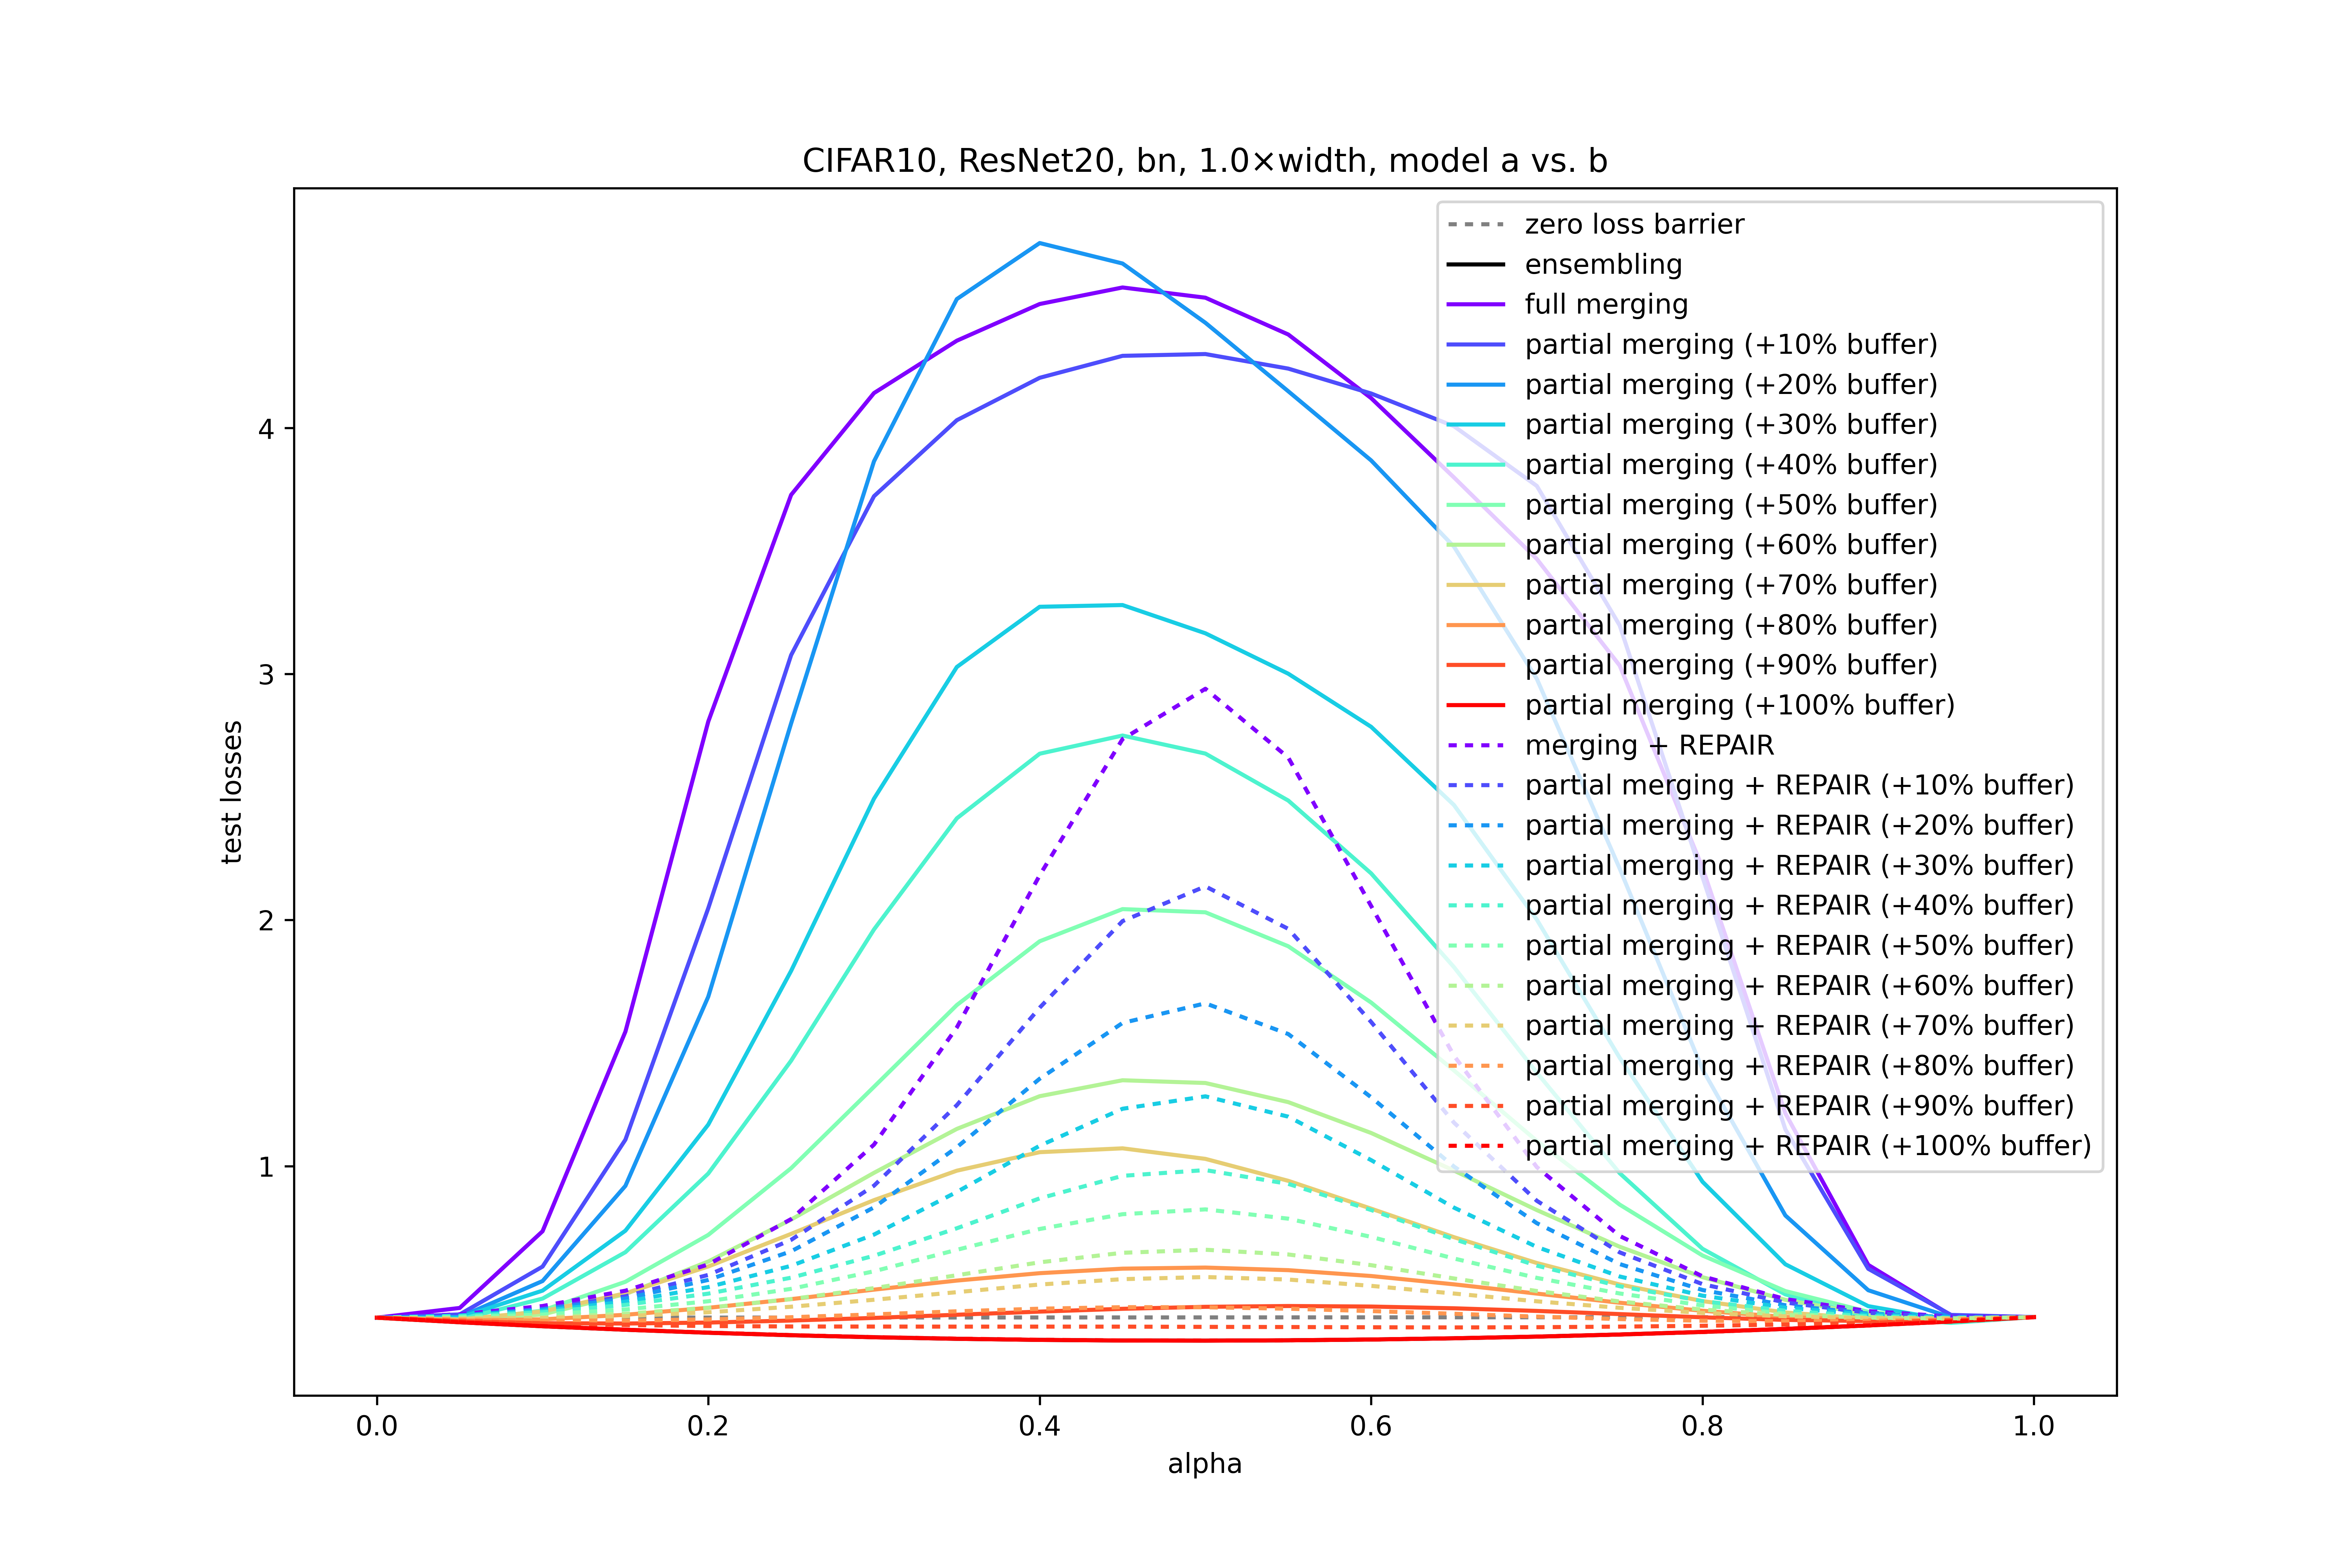 CIFAR10, ResNet20, bn, 1.0×width, model a vs. b
zero loss barrier
ensembling
full merging
partial merging (+10% buffer)
partial merging (+20% buffer)
partial merging (+30% buffer)
partial merging (+40% buffer)
partial merging (+50% buffer)
partial merging (+60% buffer)
partial merging (+70% buffer)
partial merging (+80% buffer)
partial merging (+90% buffer)
partial merging (+100% buffer)
merging + REPAIR
partial merging + REPAIR (+10% buffer)
partial merging + REPAIR (+20% buffer)
partial merging + REPAIR (+30% buffer)
partial merging + REPAIR (+40% buffer)
partial merging + REPAIR (+50% buffer)
partial merging + REPAIR (+60% buffer)
partial merging + REPAIR (+70% buffer)
partial merging + REPAIR (+80% buffer)
partial merging + REPAIR (+90% buffer)
partial merging + REPAIR (+100% buffer)
4
3
2
1
test losses
0.0 0.2 0.4 0.6 0.8 1.0
alpha